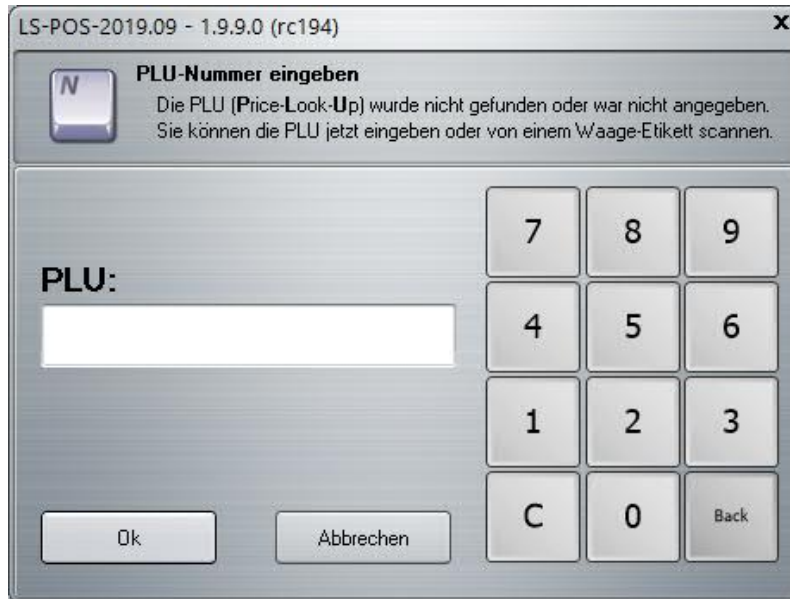 LS-POS-2019.09 - 1.9.9.0 (rc194)
x
N
PLU-Nummer eingeben
Die PLU (Price-Look-Up) wurde nicht gefunden oder war nicht angegeben.
Sie können die PLU jetzt eingeben oder von einem Waage-Etikett scannen.
PLU:
7 8 9
4 5 6
1 2 3
C 0 Back
Ok Abbrechen